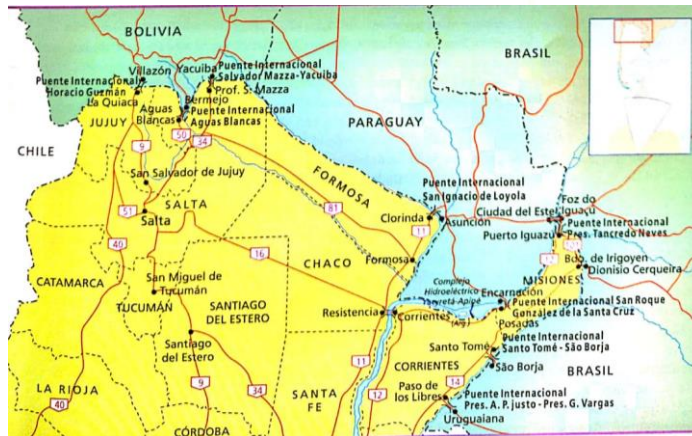 BOLIVIA
BRASIL
Villazón
Yacuiba
Puente Internacional
Salvador Mazza-Yacuiba
Puente Internacional
Horacio Guzmán
La Quiaca
Prof. S. Mazza
Bermejo
Puente Internacional
Aguas Blancas
Aguas
Blancas
JUJUY
PARAGUAY
CHILE
50
34
9
San Salvador de Jujuy
FORMOSA
Puente Internacional
San Ignacio de Loyola
Foz do
Iguaçu
Ciudad del Este
81
51
SALTA
Salta
Clorinda
11
Asunción
Puente Internacional
Pres. Tancredo Neves
Puerto Iguazú
40
16
CHACO
Formosa
12
101
Bdo. de Irigoyen
Dionisio Cerqueira
MISIONES
CATAMARCA
San Miguel de
Tucumán
TUCUMÁN
SANTIAGO
DEL ESTERO
Complejo
Hidroeléctrico
Encarnación
Puente Internacional San Roque
González de la Santa Cruz
Posadas
Resistencia
Corrientes
(Arg.)
Santiago
del Estero
Santo Tomé
Puente Internacional
Santo Tomé - São Borja
São Borja
11
CORRIENTES
BRASIL
LA RIOJA
SANTA
FE
12
14
Paso de
los Libres
Puente Internacional
Pres. A. P. justo - Pres. G. Vargas
Uruguaiana
40
9
34
CÓRDOBA